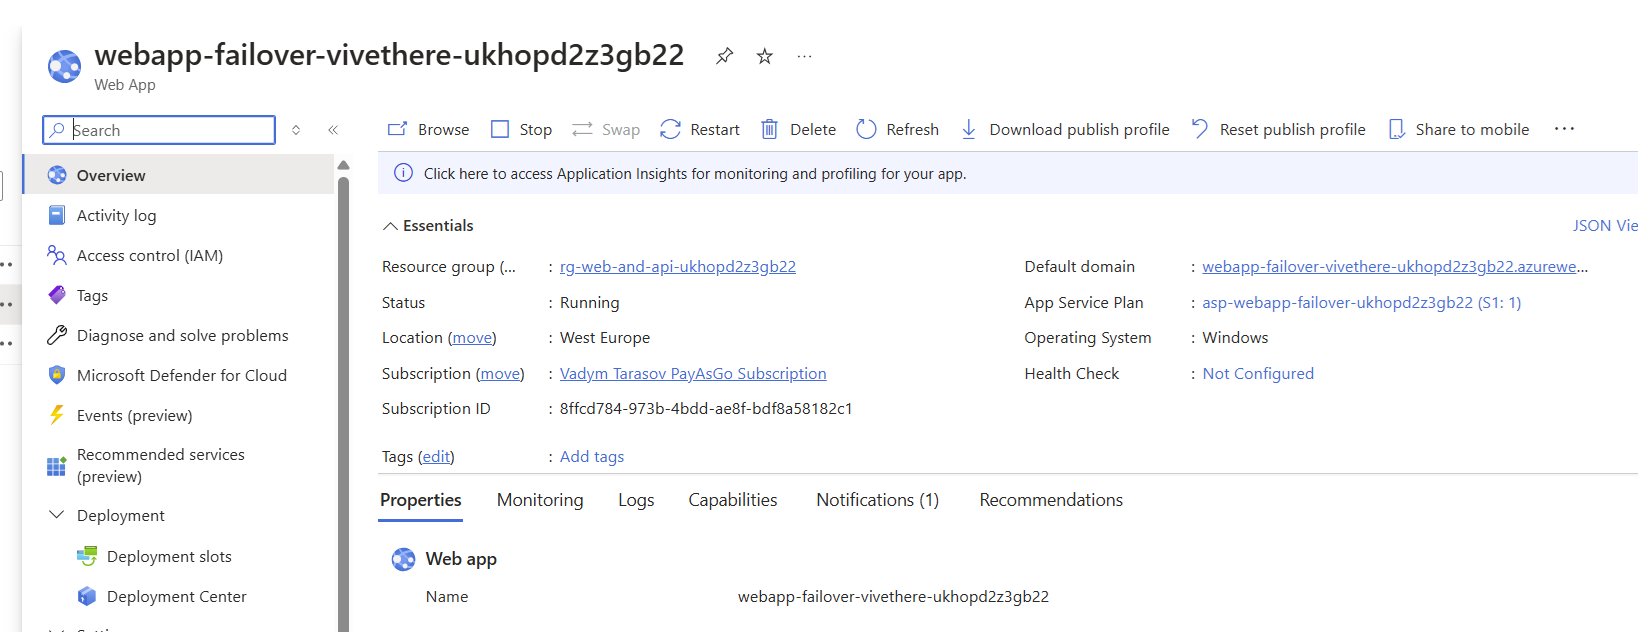 webapp-failover-vivethere-ukhopd2z3gb22
Web App
Search
Browse Stop Swap Restart Delete Refresh Download publish profile Reset publish profile Share to mobile
Overview
Activity log
Access control (IAM)
Tags
Diagnose and solve problems
Microsoft Defender for Cloud
Events (preview)
Recommended services
(preview)
Deployment
Deployment slots
Deployment Center
Click here to access Application Insights for monitoring and profiling for your app.
Essentials
JSON Vie
Resource group (... : rg-web-and-api-ukhopd2z3gb22
Status : Running
Location (move) : West Europe
Subscription (move) : Vadym Tarasov PayAsGo Subscription
Subscription ID : 8ffcd784-973b-4bdd-ae8f-bdf8a58182c1
Tags (edit) : Add tags
Default domain : webapp-failover-vivethere-ukhopd2z3gb22.azurewe...
App Service Plan : asp-webapp-failover-ukhopd2z3gb22 (S1: 1)
Operating System : Windows
Health Check : Not Configured
Properties Monitoring Logs Capabilities Notifications (1) Recommendations
Web app
Name webapp-failover-vivethere-ukhopd2z3gb22